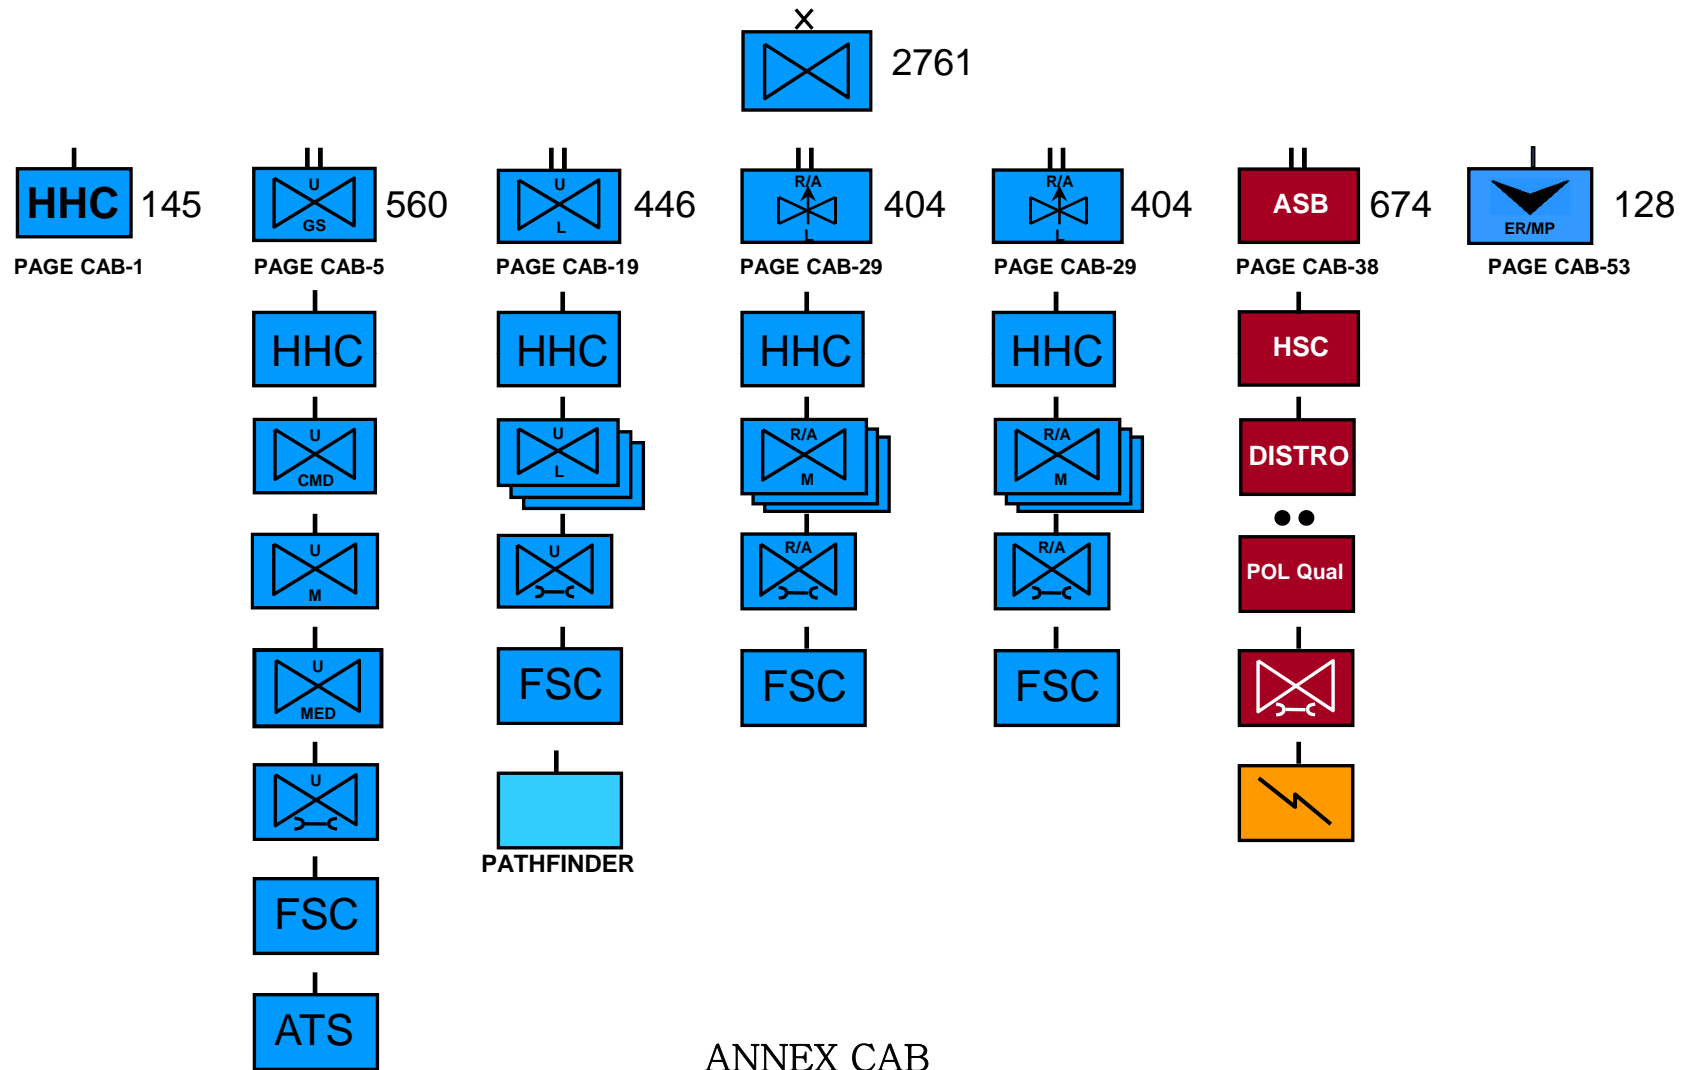 2761
HHC 145
U GS 560
U L 446
R/A L 404
R/A L 404
ASB 674
ER/MP 128
PAGE CAB-1
PAGE CAB-5
PAGE CAB-19
PAGE CAB-29
PAGE CAB-29
PAGE CAB-38
PAGE CAB-53
HHC
HHC
HHC
HHC
HSC
U CMD
U L
R/A M
R/A M
DISTRO
U M
U
R/A
R/A
POL Qual
U MED
FSC
FSC
FSC
U
PATHFINDER
FSC
ATS
ANNEX CAB